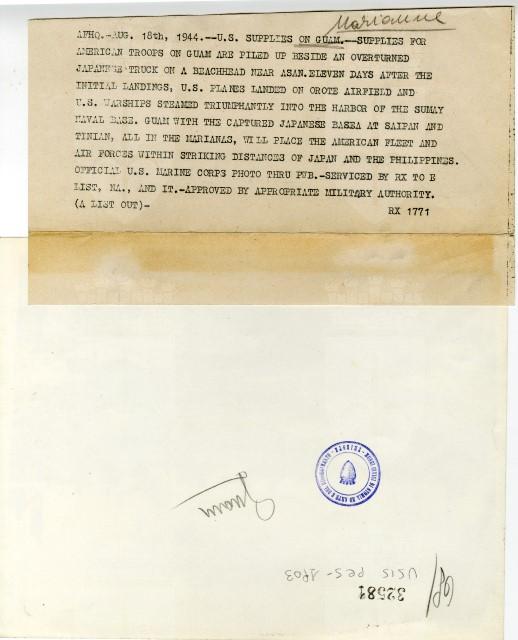 Marianne
AFHQ.-AUG. 18th, 1944.--U.S. SUPPLIES ON GUAM.--SUPPLIES FOR
AMERICAN TROOPS ON GUAM ARE PILED UP BESIDE AN OVERTURNED
JAPANESE TRUCK ON A BEACHHEAD NEAR ASAN.ELEVEN DAYS AFTER THE
INITIAL LANDINGS, U.S. PLANES LANDED ON OROTE AIRFIELD AND
U.S. WARSHIPS STEAMED TRIUMPHANTLY INTO THE HARBOR OF THE SUMAY
NAVAL BASE. GUAM WITH THE CAPTURED JAPANESE BASEA AT SAIPAN AND
TINIAN, ALL IN THE MARIANAS, WILL PLACE THE AMERICAN FLEET AND
AIR FORCES WITHIN STRIKING DISTANCES OF JAPAN AND THE PHILIPPINES.
OFFICIAL U.S. MARINE CORPS PHOTO THRU PWB.-SERVICED BY RX TO E
LIST, NA., AND IT.-APPROVED BY APPROPRIATE MILITARY AUTHORITY.
(A LIST OUT)-
RX 1771
Guam
USIS PeS-1903
32581